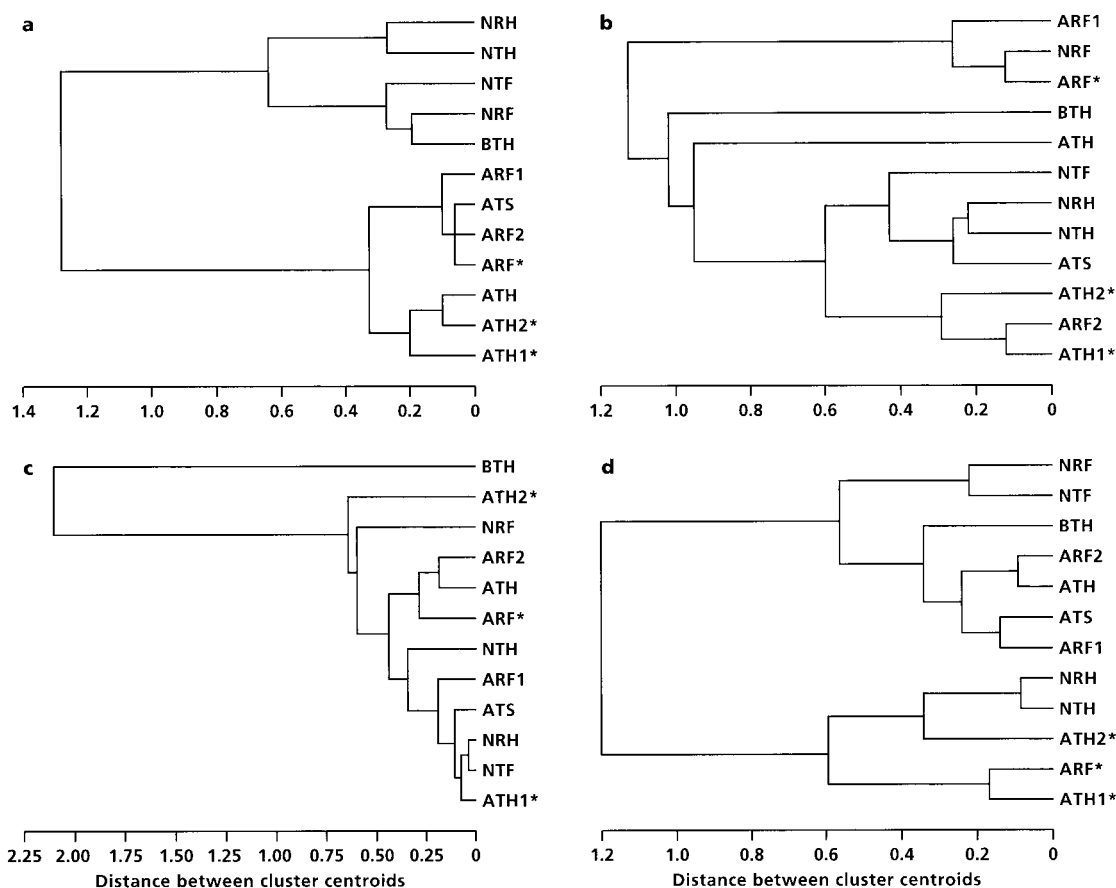 a
NRH
NTH
NTF
NRF
BTH
ARF1
ATS
ARF2
ARF*
ATH
ATH2*
ATH1*
1.4 1.2 1.0 0.8 0.6 0.4 0.2 0
b
ARF1
NRF
ARF*
BTH
ATH
NTF
NRH
NTH
ATS
ATH2*
ARF2
ATH1*
1.2 1.0 0.8 0.6 0.4 0.2 0
c
BTH
ATH2*
NRF
ARF2
ATH
ARF*
NTH
ARF1
ATS
NRH
NTF
ATH1*
2.25 2.00 1.75 1.50 1.25 1.00 0.75 0.50 0.25 0
Distance between cluster centroids
d
NRF
NTF
BTH
ARF2
ATH
ATS
ARF1
NRH
NTH
ATH2*
ARF*
ATH1*
1.2 1.0 0.8 0.6 0.4 0.2 0
Distance between cluster centroids